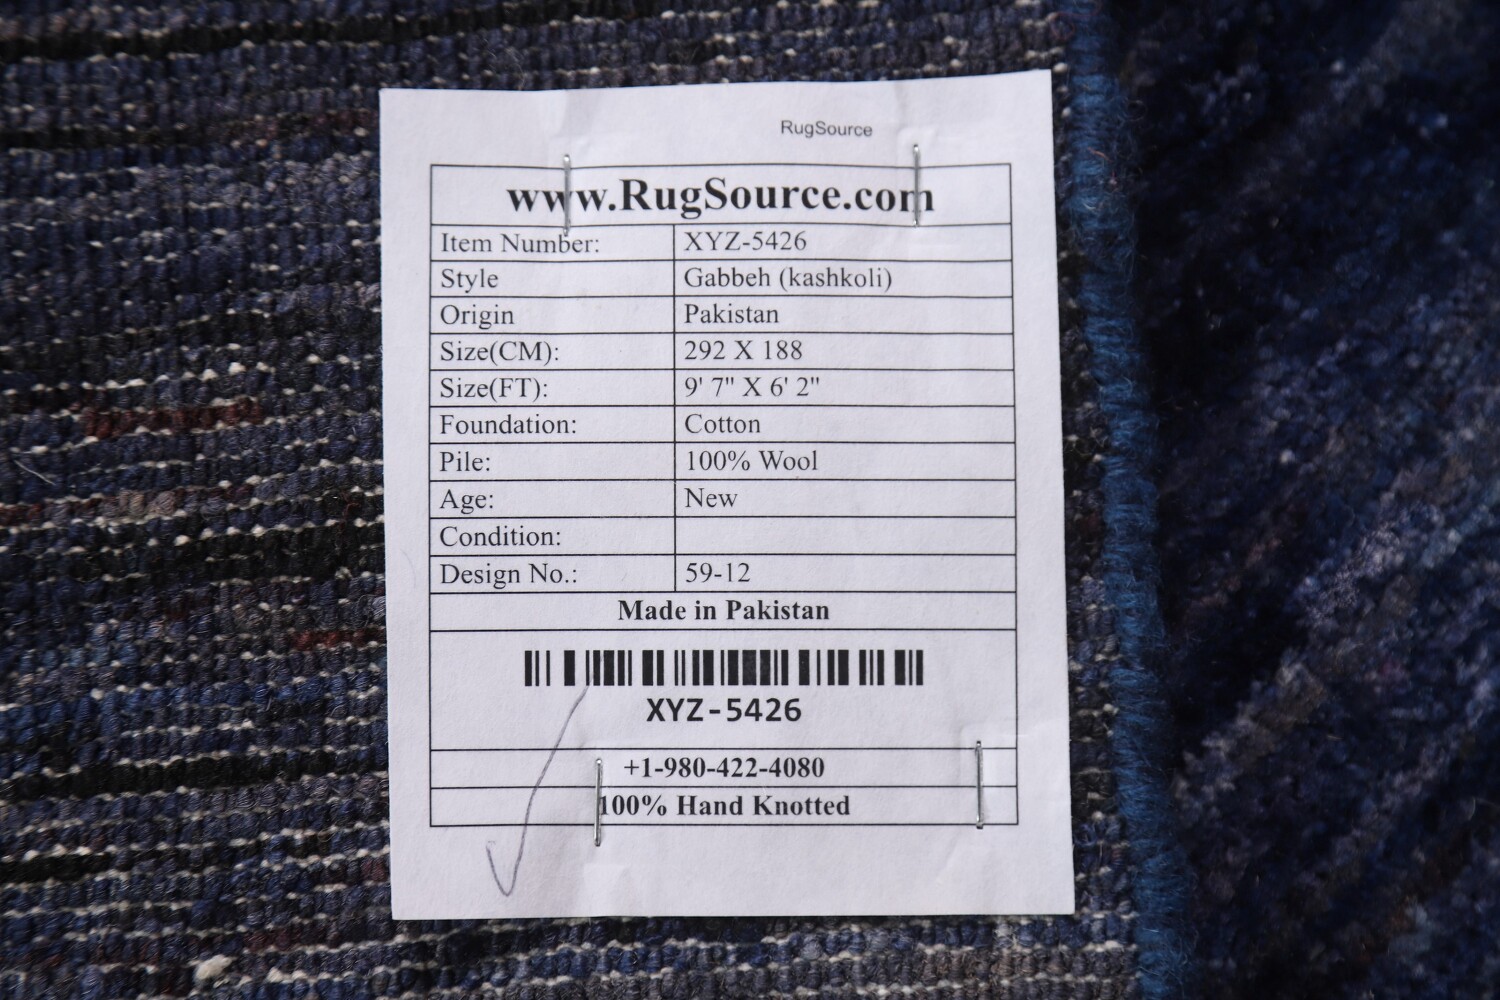 RugSource
www.RugSource.com
Item Number: XYZ-5426
Style Gabbeh (kashkoli)
Origin Pakistan
Size(CM): 292 X 188
Size(FT): 9' 7" X 6' 2"
Foundation: Cotton
Pile: 100% Wool
Age: New
Condition:
Design No.: 59-12
Made in Pakistan
XYZ-5426
+1-980-422-4080
100% Hand Knotted